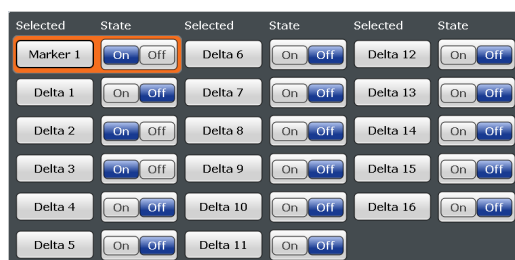 Selected State Selected State Selected State
Marker 1 On Off Delta 6 On Off Delta 12 On Off
Delta 1 On Off Delta 7 On Off Delta 13 On Off
Delta 2 On Off Delta 8 On Off Delta 14 On Off
Delta 3 On Off Delta 9 On Off Delta 15 On Off
Delta 4 On Off Delta 10 On Off Delta 16 On Off
Delta 5 On Off Delta 11 On Off